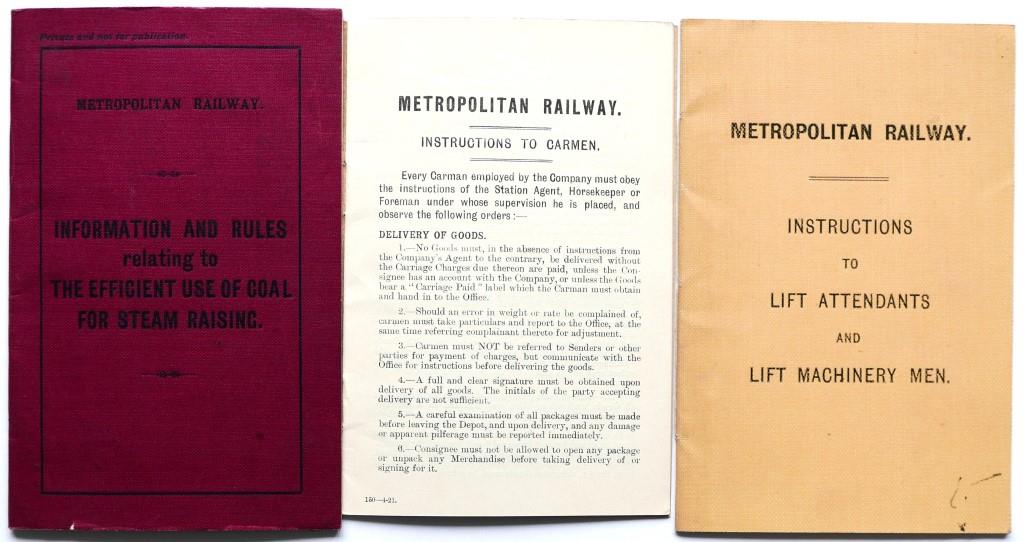 Private and not for publication.
METROPOLITAN RAILWAY.
INFORMATION AND RULES
relating to
THE EFFICIENT USE OF COAL
FOR STEAM RAISING.
METROPOLITAN RAILWAY.
INSTRUCTIONS TO CARMEN.
Every Carman employed by the Company must obey
the instructions of the Station Agent, Horsekeeper or
Foreman under whose supervision he is placed, and
observe the following orders:—
DELIVERY OF GOODS.
1.—No Goods must, in the absence of instructions from
the Company's Agent to the contrary, be delivered without
the Carriage Charges due thereon are paid, unless the Con-
signee has an account with the Company, or unless the Goods
bear a "Carriage Paid" label which the Carman must obtain
and hand in to the Office.
2.—Should an error in weight or rate be complained of,
carmen must take particulars and report to the Office, at the
same time referring complainant thereto for adjustment.
3.—Carmen must NOT be referred to Senders or other
parties for payment of charges, but communicate with the
Office for instructions before delivering the goods.
4.—A full and clear signature must be obtained upon
delivery of all goods. The initials of the party accepting
delivery are not sufficient.
5.—A careful examination of all packages must be made
before leaving the Depot, and upon delivery, and any damage
or apparent pilferage must be reported immediately.
6.—Consignee must not be allowed to open any package
or unpack any Merchandise before taking delivery of or
signing for it.
150—4-21.
METROPOLITAN RAILWAY.
INSTRUCTIONS
TO
LIFT ATTENDANTS
AND
LIFT MACHINERY MEN.